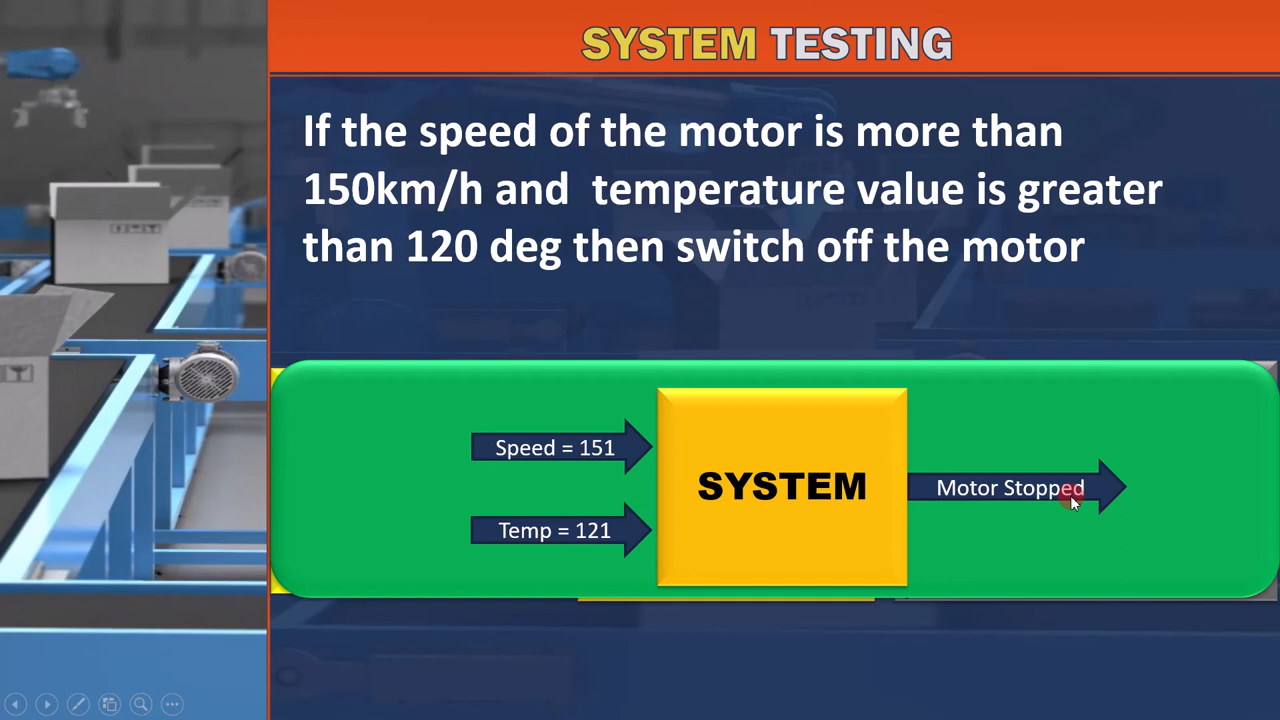 SYSTEM TESTING
If the speed of the motor is more than
150km/h and  temperature value is greater
than 120 deg then switch off the motor
Speed = 151
SYSTEM
Motor Stopped
Temp = 121